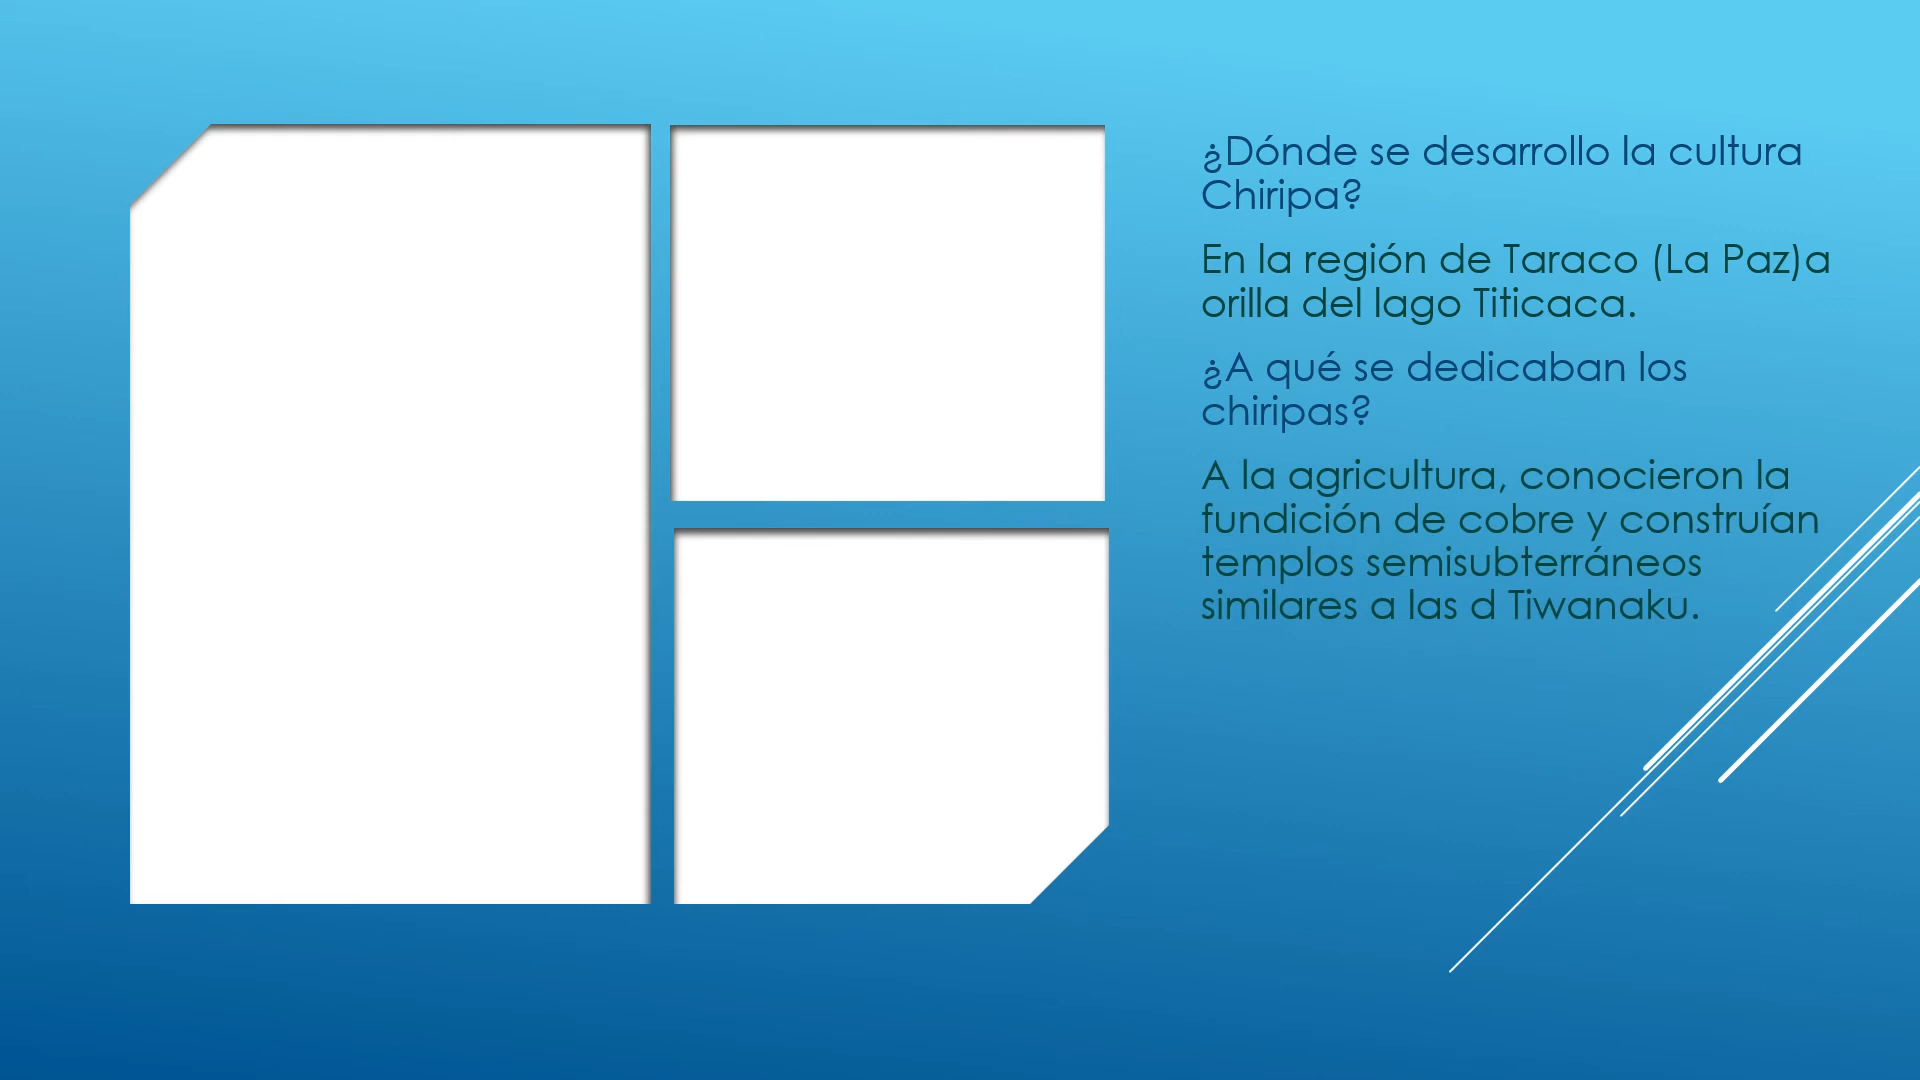 ¿Dónde se desarrollo la cultura
Chiripa?
En la región de Taraco (La Paz)a
orilla del lago Titicaca.
¿A qué se dedicaban los
chiripas?
A la agricultura, conocieron la
fundición de cobre y construían
templos semisubterráneos
similares a las d Tiwanaku.